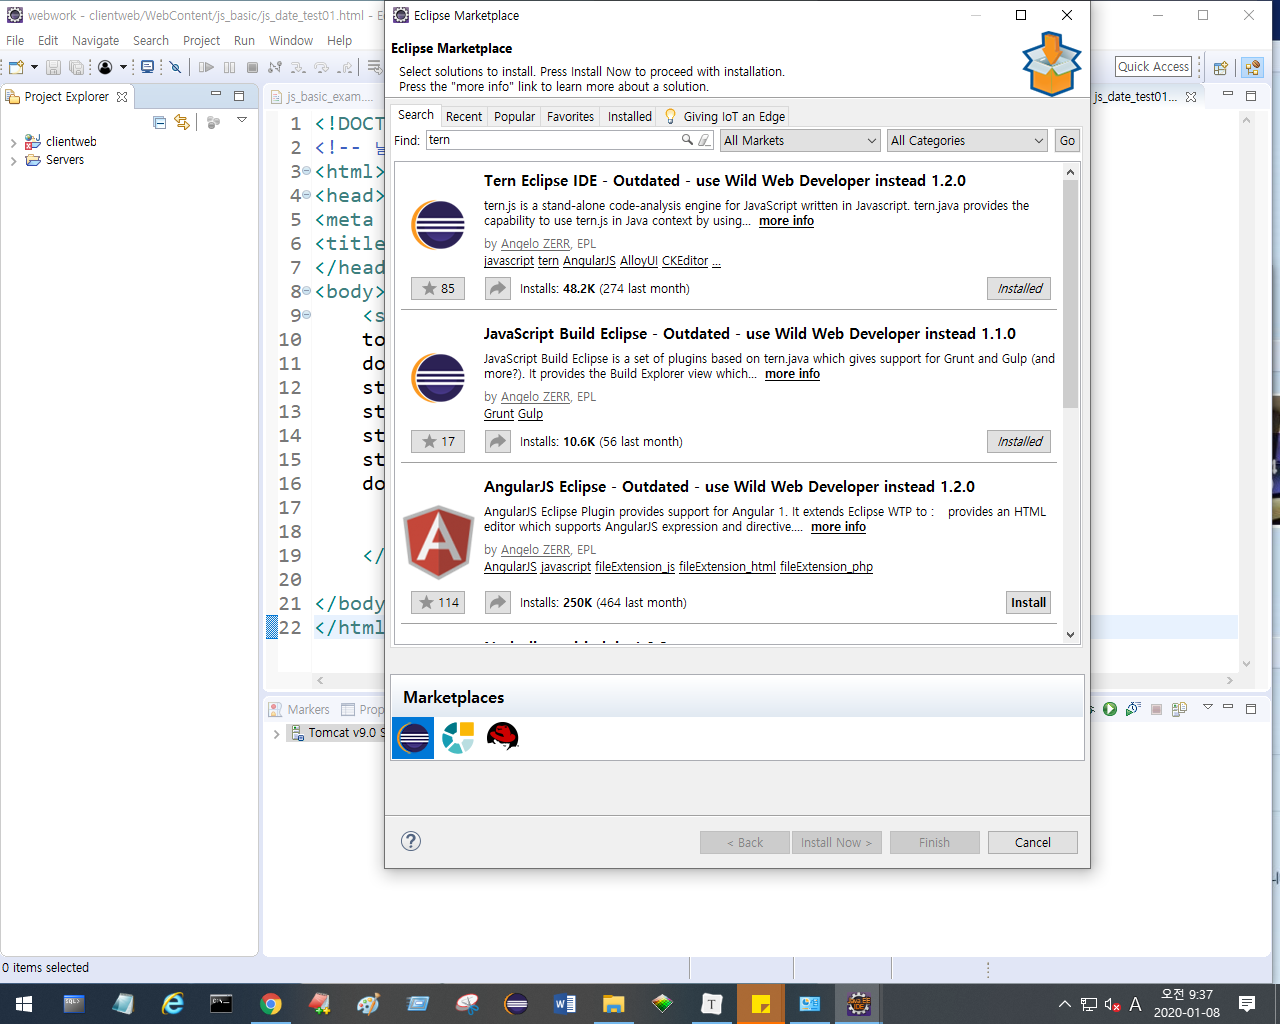 webwork - clientweb/WebContent/js_basic/js_date_test01.html - E
File Edit Navigate Search Project Run Window Help
Quick Access
Project Explorer
clientweb
Servers
js_basic_exam....
js_date_test01...
1 <!DOCT
2 <!--
3 <html>
4 <head>
5 <meta
6 <title
7 </head
8 <body>
9 <s
10 to
11 do
12 st
13 st
14 st
15 st
16 do
17
18
19 </
20
21 </body
22 </html
Markers Prop
Tomcat v9.0 S
0 items selected
Eclipse Marketplace
Eclipse Marketplace
Select solutions to install. Press Install Now to proceed with installation.
Press the "more info" link to learn more about a solution.
Search Recent Popular Favorites Installed Giving IoT an Edge
Find: tern All Markets All Categories Go
Tern Eclipse IDE - Outdated - use Wild Web Developer instead 1.2.0
tern.js is a stand-alone code-analysis engine for JavaScript written in Javascript. tern.java provides the
capability to use tern.js in Java context by using... more info
by Angelo ZERR, EPL
javascript tern AngularJS AlloyUI CKEditor ...
85 Installs: 48.2K (274 last month) Installed
JavaScript Build Eclipse - Outdated - use Wild Web Developer instead 1.1.0
JavaScript Build Eclipse is a set of plugins based on tern.java which gives support for Grunt and Gulp (and
more?). It provides the Build Explorer view which... more info
by Angelo ZERR, EPL
Grunt Gulp
17 Installs: 10.6K (56 last month) Installed
AngularJS Eclipse - Outdated - use Wild Web Developer instead 1.2.0
AngularJS Eclipse Plugin provides support for Angular 1. It extends Eclipse WTP to : provides an HTML
editor which supports AngularJS expression and directive.... more info
by Angelo ZERR, EPL
AngularJS javascript fileExtension_js fileExtension_html fileExtension_php
114 Installs: 250K (464 last month) Install
Marketplaces
< Back Install Now > Finish Cancel
A
오전 9:37
2020-01-08